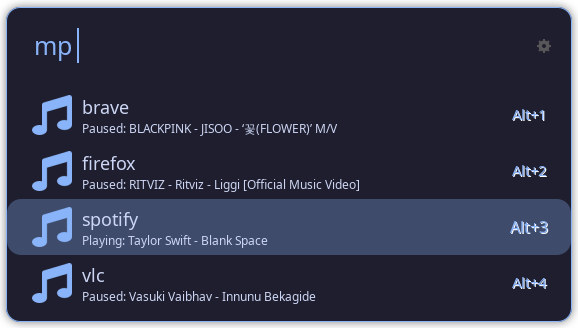 mp
brave
Paused: BLACKPINK - JISOO - ‘꽃(FLOWER)’ M/V
Alt+1
firefox
Paused: RITVIZ - Ritviz - Liggi [Official Music Video]
Alt+2
spotify
Playing: Taylor Swift - Blank Space
Alt+3
vlc
Paused: Vasuki Vaibhav - Innunu Bekagide
Alt+4